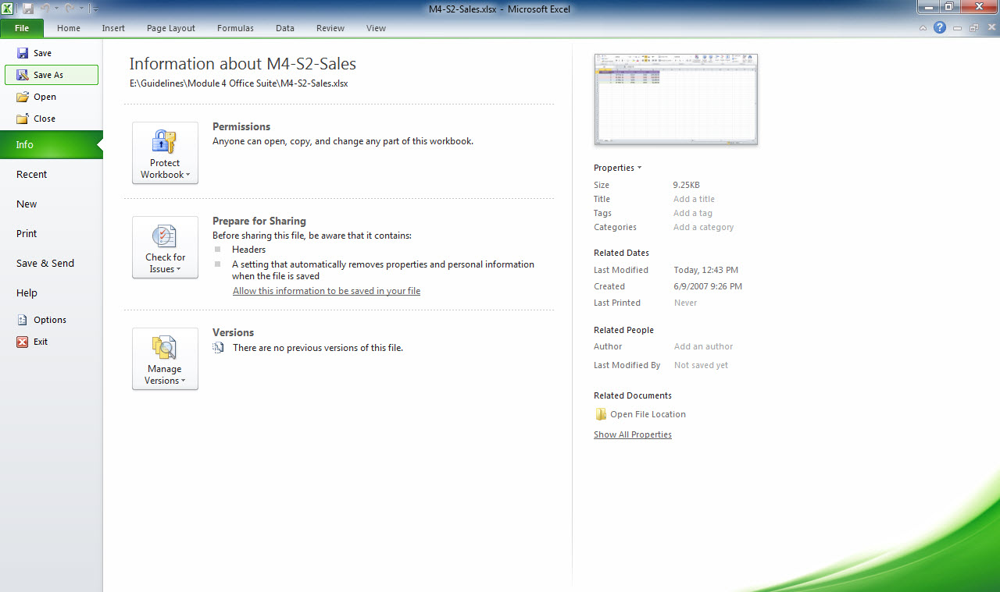 M4-S2-Sales.xlsx - Microsoft Excel
File Home Insert Page Layout Formulas Data Review View
Save
Save As
Open
Close
Info
Recent
New
Print
Save & Send
Help
Options
Exit
Information about M4-S2-Sales
E:\Guidelines\Module 4 Office Suite\M4-S2-Sales.xlsx
Protect
Workbook
Permissions
Anyone can open, copy, and change any part of this workbook.
Check for
Issues
Prepare for Sharing
Before sharing this file, be aware that it contains:
Headers
A setting that automatically removes properties and personal information
when the file is saved
Allow this information to be saved in your file
Manage
Versions
Versions
There are no previous versions of this file.
Properties
Size 9.25KB
Title Add a title
Tags Add a tag
Categories Add a category
Related Dates
Last Modified Today, 12:43 PM
Created 6/9/2007 9:26 PM
Last Printed Never
Related People
Author Add an author
Last Modified By Not saved yet
Related Documents
Open File Location
Show All Properties